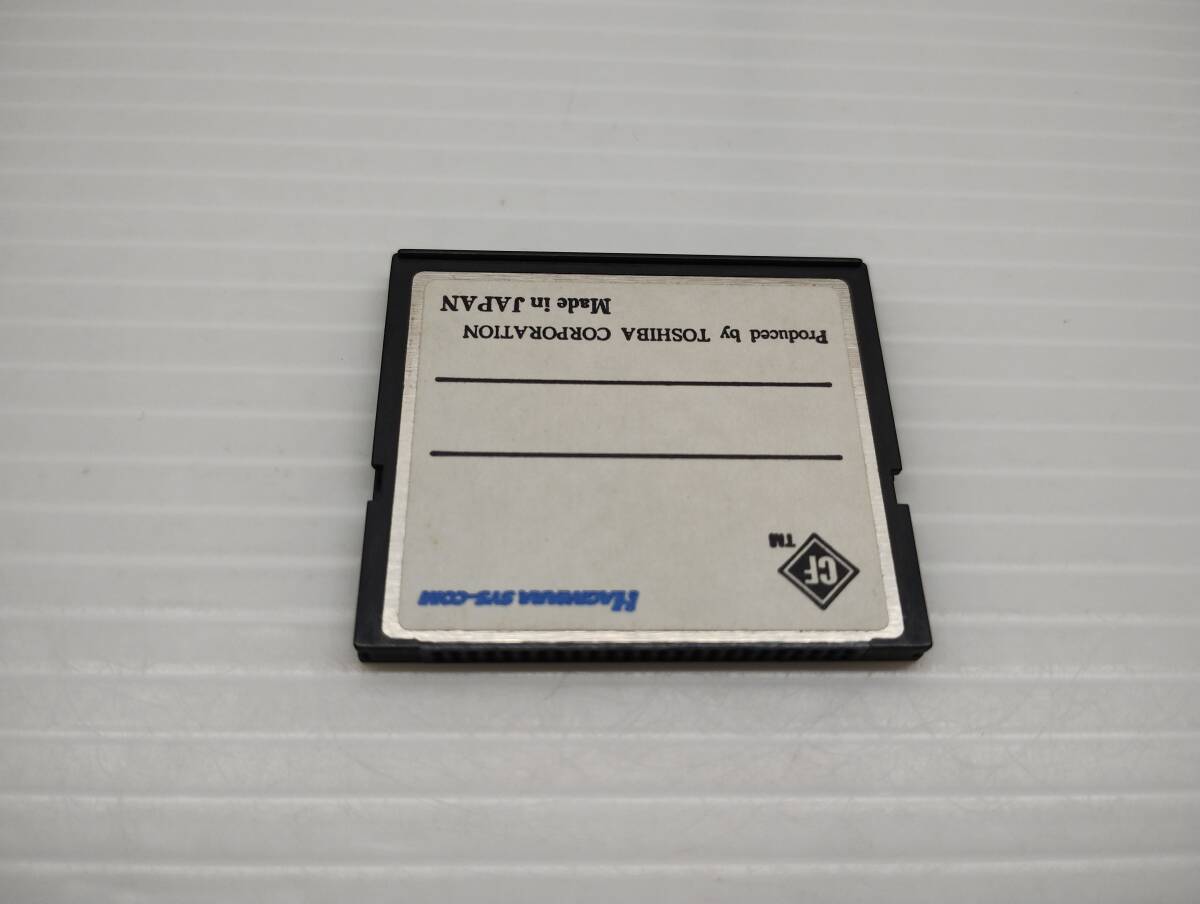 HAGIWARA SYS-COM
CF TM
Produced by TOSHIBA CORPORATION
Made in JAPAN